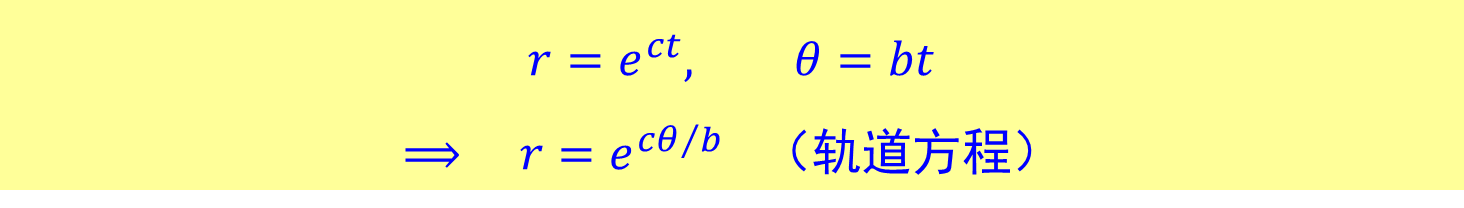 r = e^{ct}, θ = bt
⟹ r = e^{cθ/b} （轨道方程）